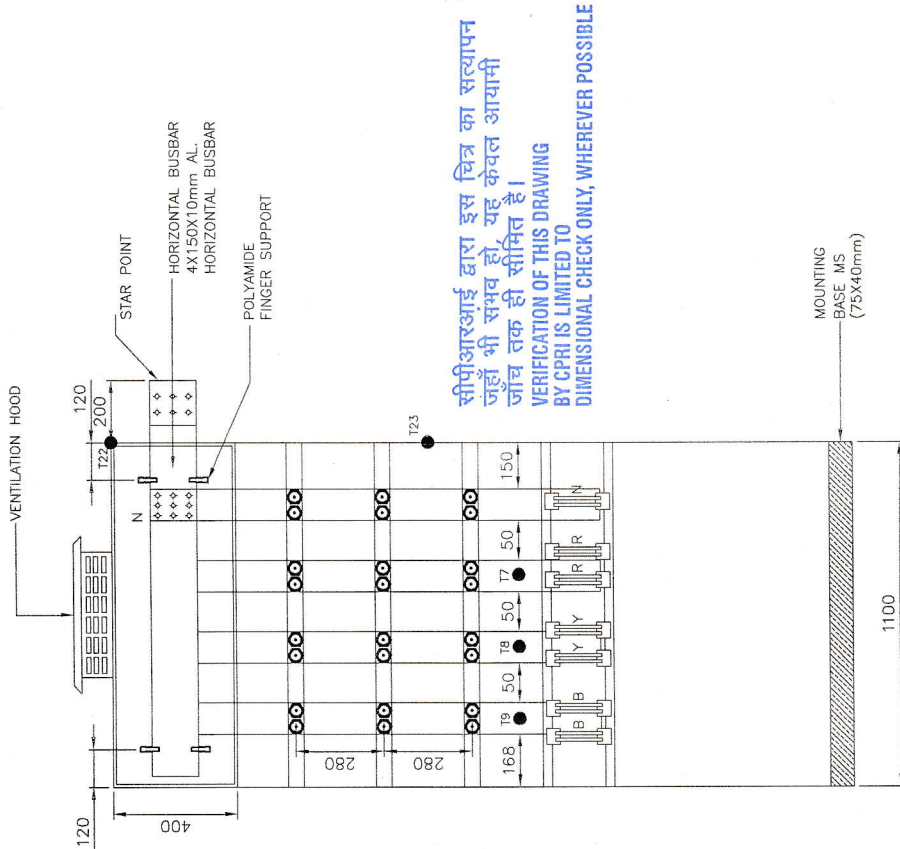 VENTILATION HOOD
120
200
STAR POINT
HORIZONTAL BUSBAR
4X150X10mm AL.
HORIZONTAL BUSBAR
POLYAMIDE
FINGER SUPPORT
T22
N
T23
120
400
280
280
168
50
50
50
150
T9
T8
T7
B
B
Y
Y
R
R
N
सीपीआरआई द्वारा इस चित्र का सत्यापन
जहाँ भी संभव हो, यह केवल आयामी
जाँच तक ही सीमित है।
VERIFICATION OF THIS DRAWING
BY CPRI IS LIMITED TO
DIMENSIONAL CHECK ONLY, WHEREVER POSSIBLE
MOUNTING
BASE MS
(75X40mm)
1100